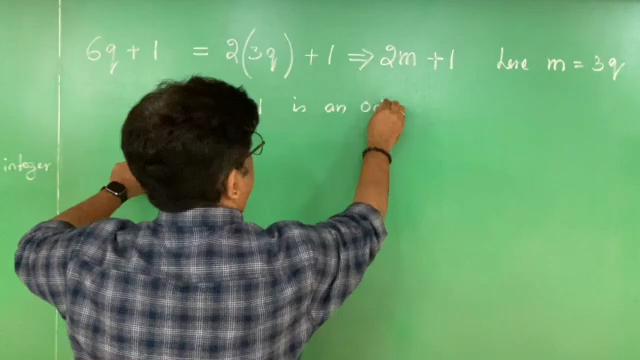 6q + 1 = 2(3q) + 1 ⇒ 2m + 1 here m = 3q
1 is an
integer